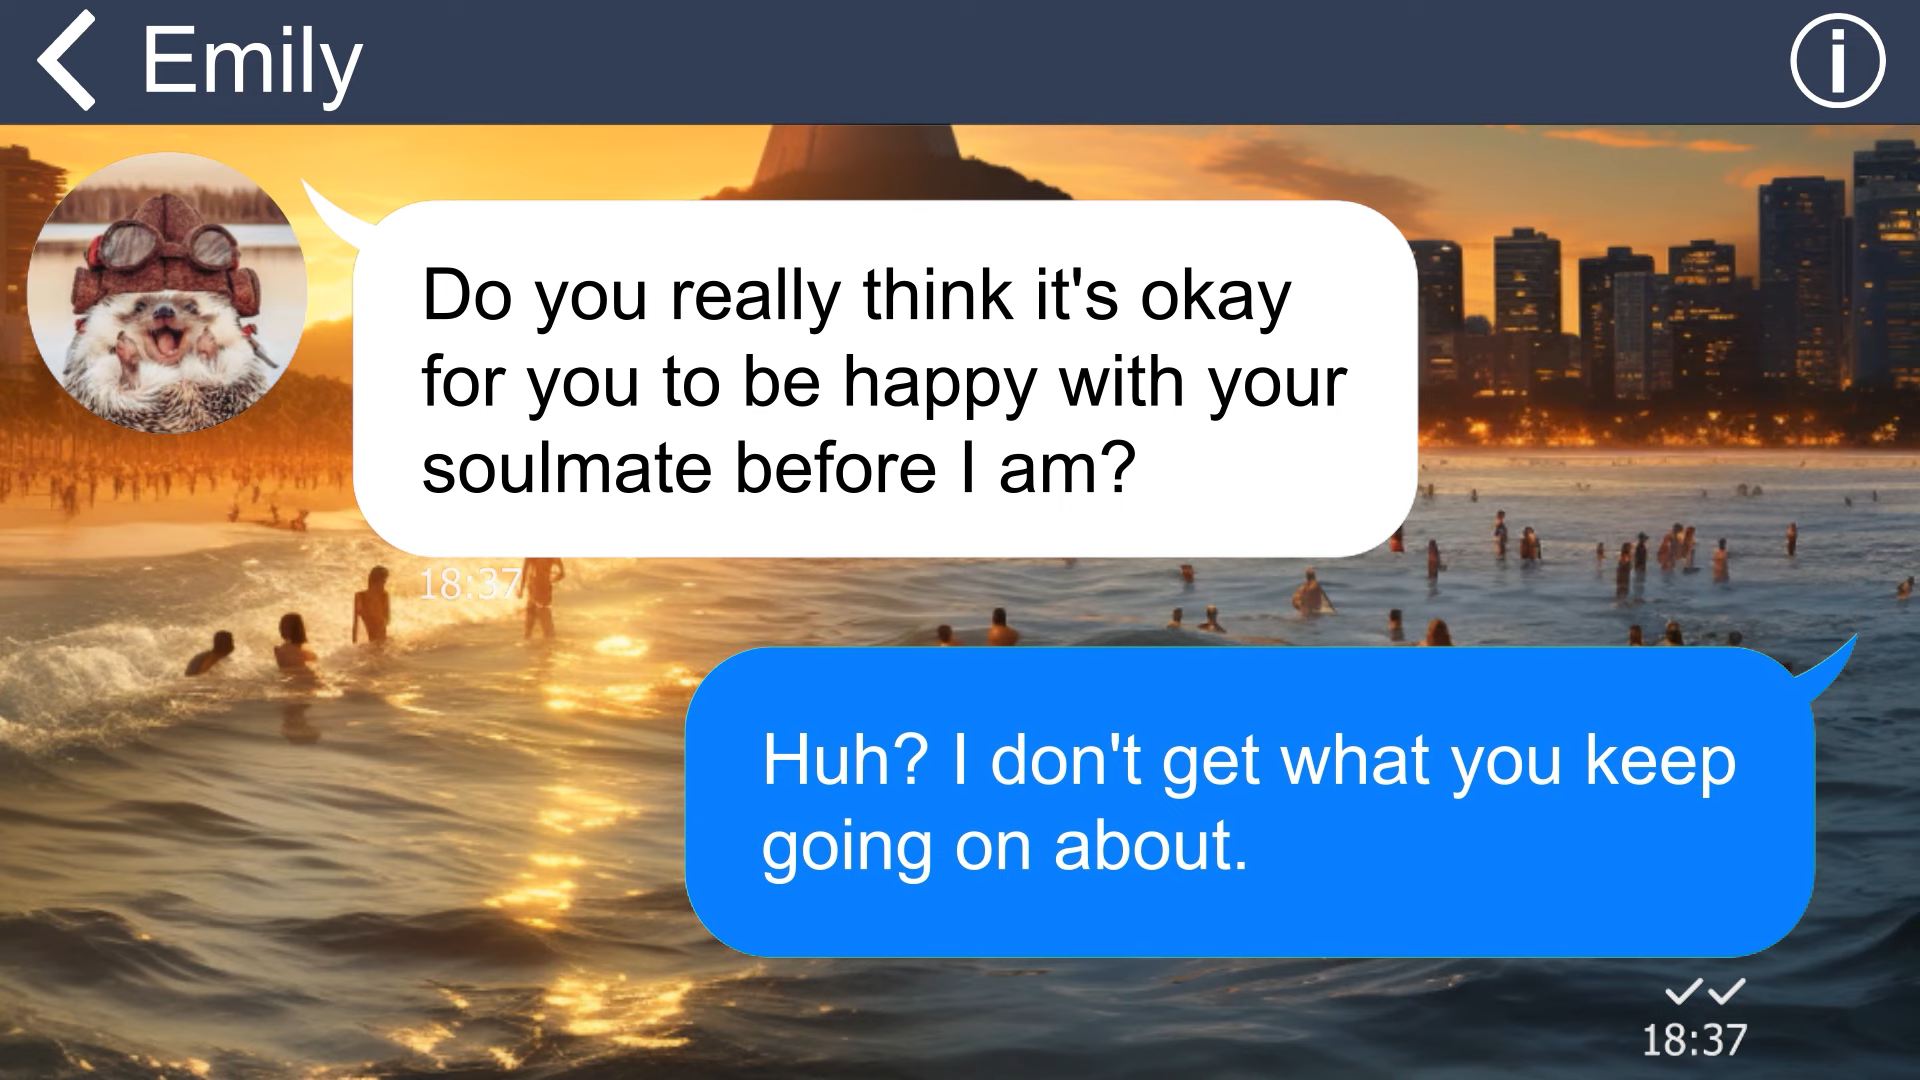 Emily
Do you really think it's okay
for you to be happy with your
soulmate before I am?
18:37
Huh? I don't get what you keep
going on about.
18:37